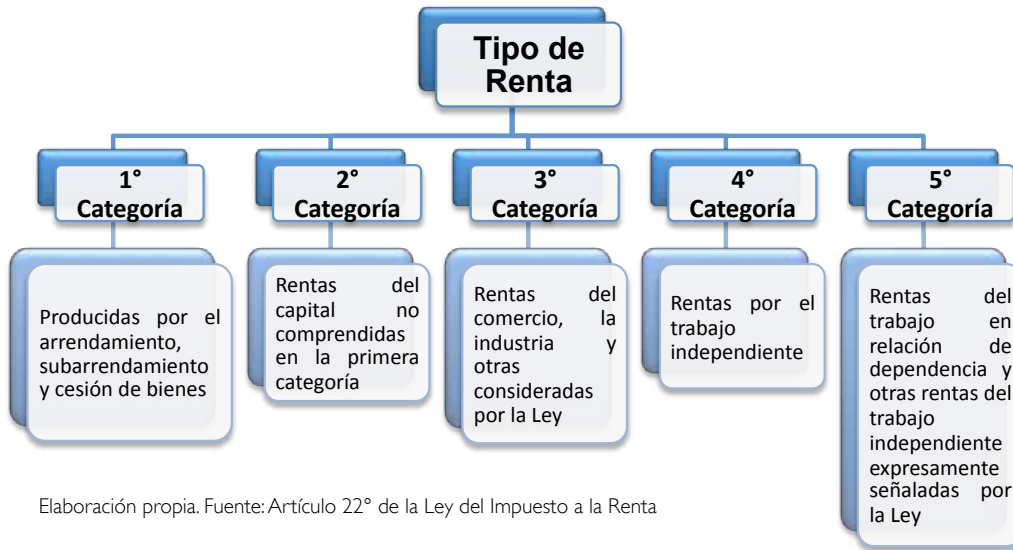 Tipo de
Renta
1°
Categoría
2°
Categoría
3°
Categoría
4°
Categoría
5°
Categoría
Producidas por el
arrendamiento,
subarrendamiento
y cesión de bienes
Rentas del
capital no
comprendidas
en la primera
categoría
Rentas del
comercio, la
industria y
otras
consideradas
por la Ley
Rentas por el
trabajo
independiente
Rentas del
trabajo en
relación de
dependencia y
otras rentas del
trabajo
independiente
expresamente
señaladas por
la Ley
Elaboración propia. Fuente: Artículo 22° de la Ley del Impuesto a la Renta